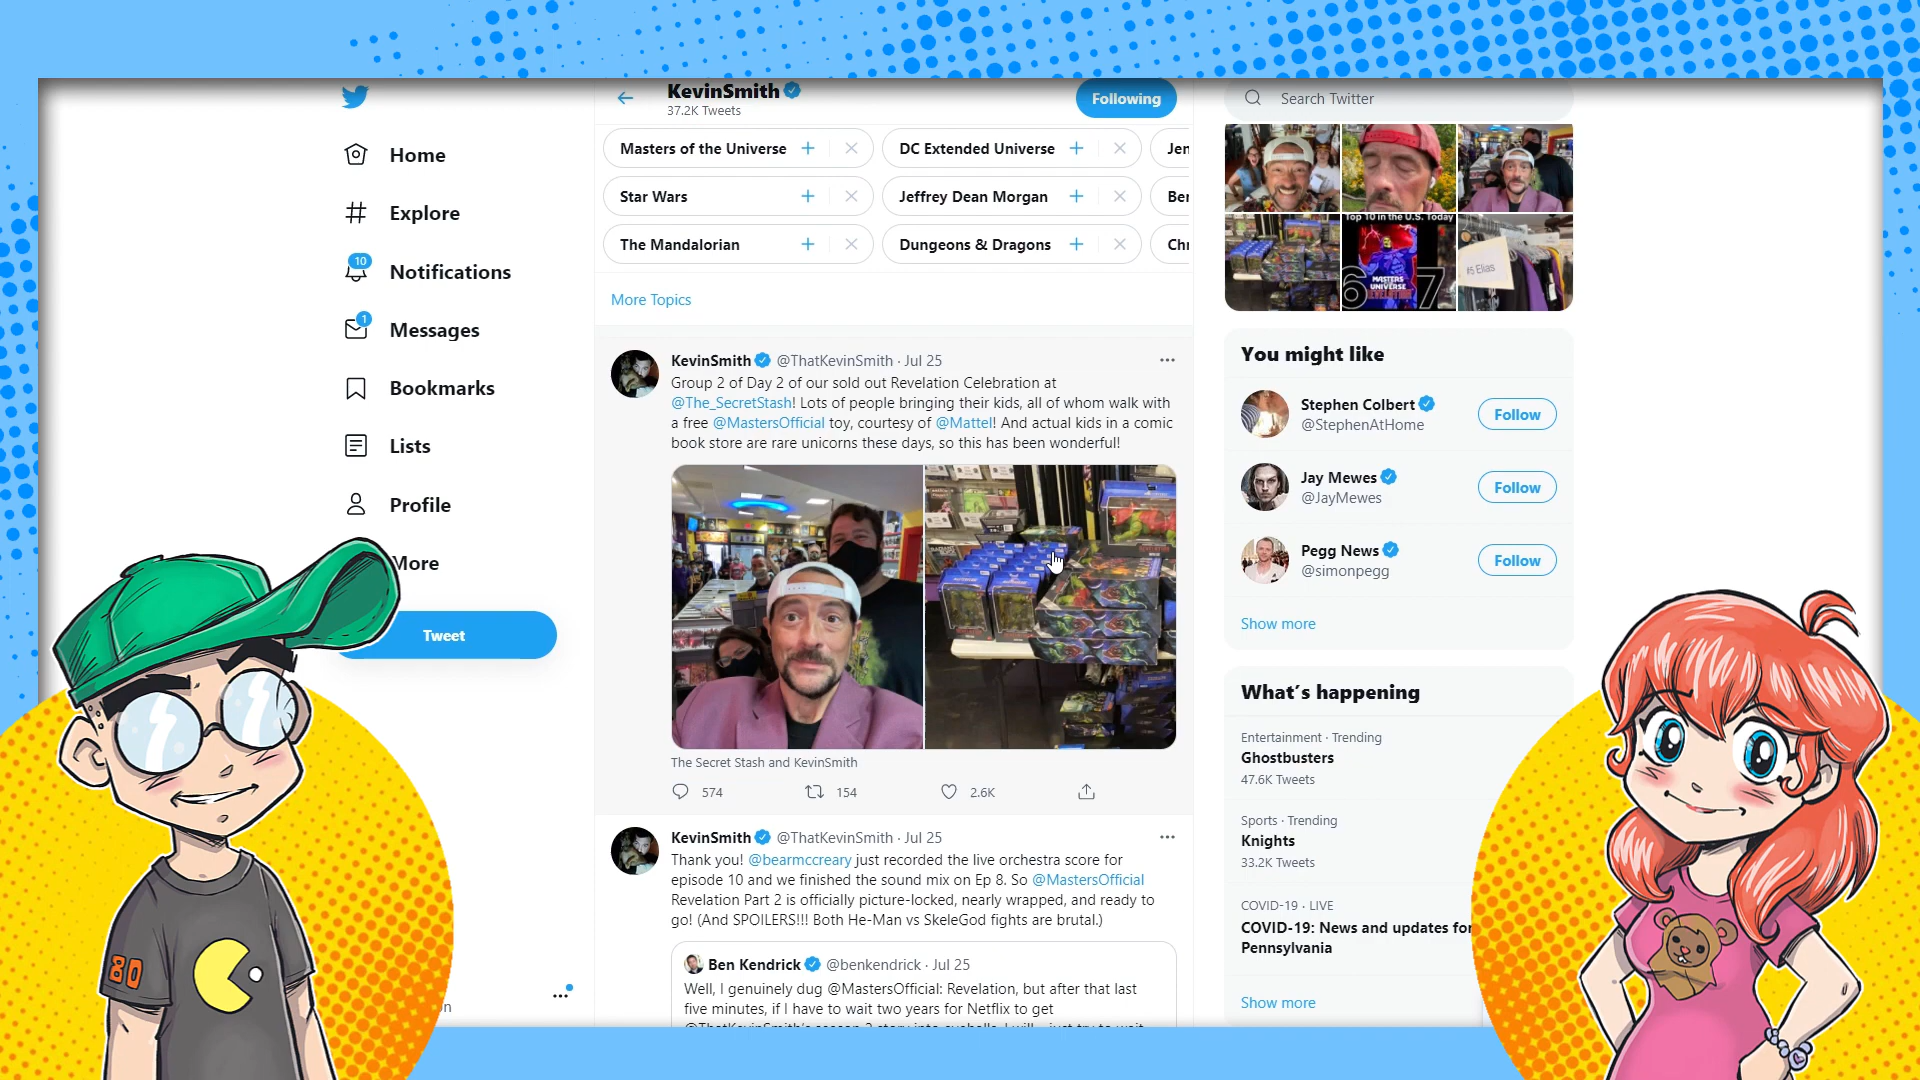 KevinSmith
37.2K Tweets
Following
Search Twitter
Home
Explore
10
Notifications
1
Messages
Bookmarks
Lists
Profile
More
Tweet
Masters of the Universe
DC Extended Universe
Jen
Star Wars
Jeffrey Dean Morgan
Ber
The Mandalorian
Dungeons & Dragons
Chr
More Topics
KevinSmith @ThatKevinSmith · Jul 25
Group 2 of Day 2 of our sold out Revelation Celebration at
@The_SecretStash! Lots of people bringing their kids, all of whom walk with
a free @MastersOfficial toy, courtesy of @Mattel! And actual kids in a comic
book store are rare unicorns these days, so this has been wonderful!
The Secret Stash and KevinSmith
574
154
2.6K
KevinSmith @ThatKevinSmith · Jul 25
Thank you! @bearmccreary just recorded the live orchestra score for
episode 10 and we finished the sound mix on Ep 8. So @MastersOfficial
Revelation Part 2 is officially picture-locked, nearly wrapped, and ready to
go! (And SPOILERS!!! Both He-Man vs SkeleGod fights are brutal.)
Ben Kendrick @benkendrick · Jul 25
Well, I genuinely dug @MastersOfficial: Revelation, but after that last
five minutes, if I have to wait two years for Netflix to get
Top 10 in the U.S. Today
6
7
MASTERS
UNIVERSE
REVELATION
#5 Elias
You might like
Stephen Colbert
@StephenAtHome
Follow
Jay Mewes
@JayMewes
Follow
Pegg News
@simonpegg
Follow
Show more
What's happening
Entertainment · Trending
Ghostbusters
47.6K Tweets
Sports · Trending
Knights
33.2K Tweets
COVID-19 · LIVE
COVID-19: News and updates for
Pennsylvania
Show more
80